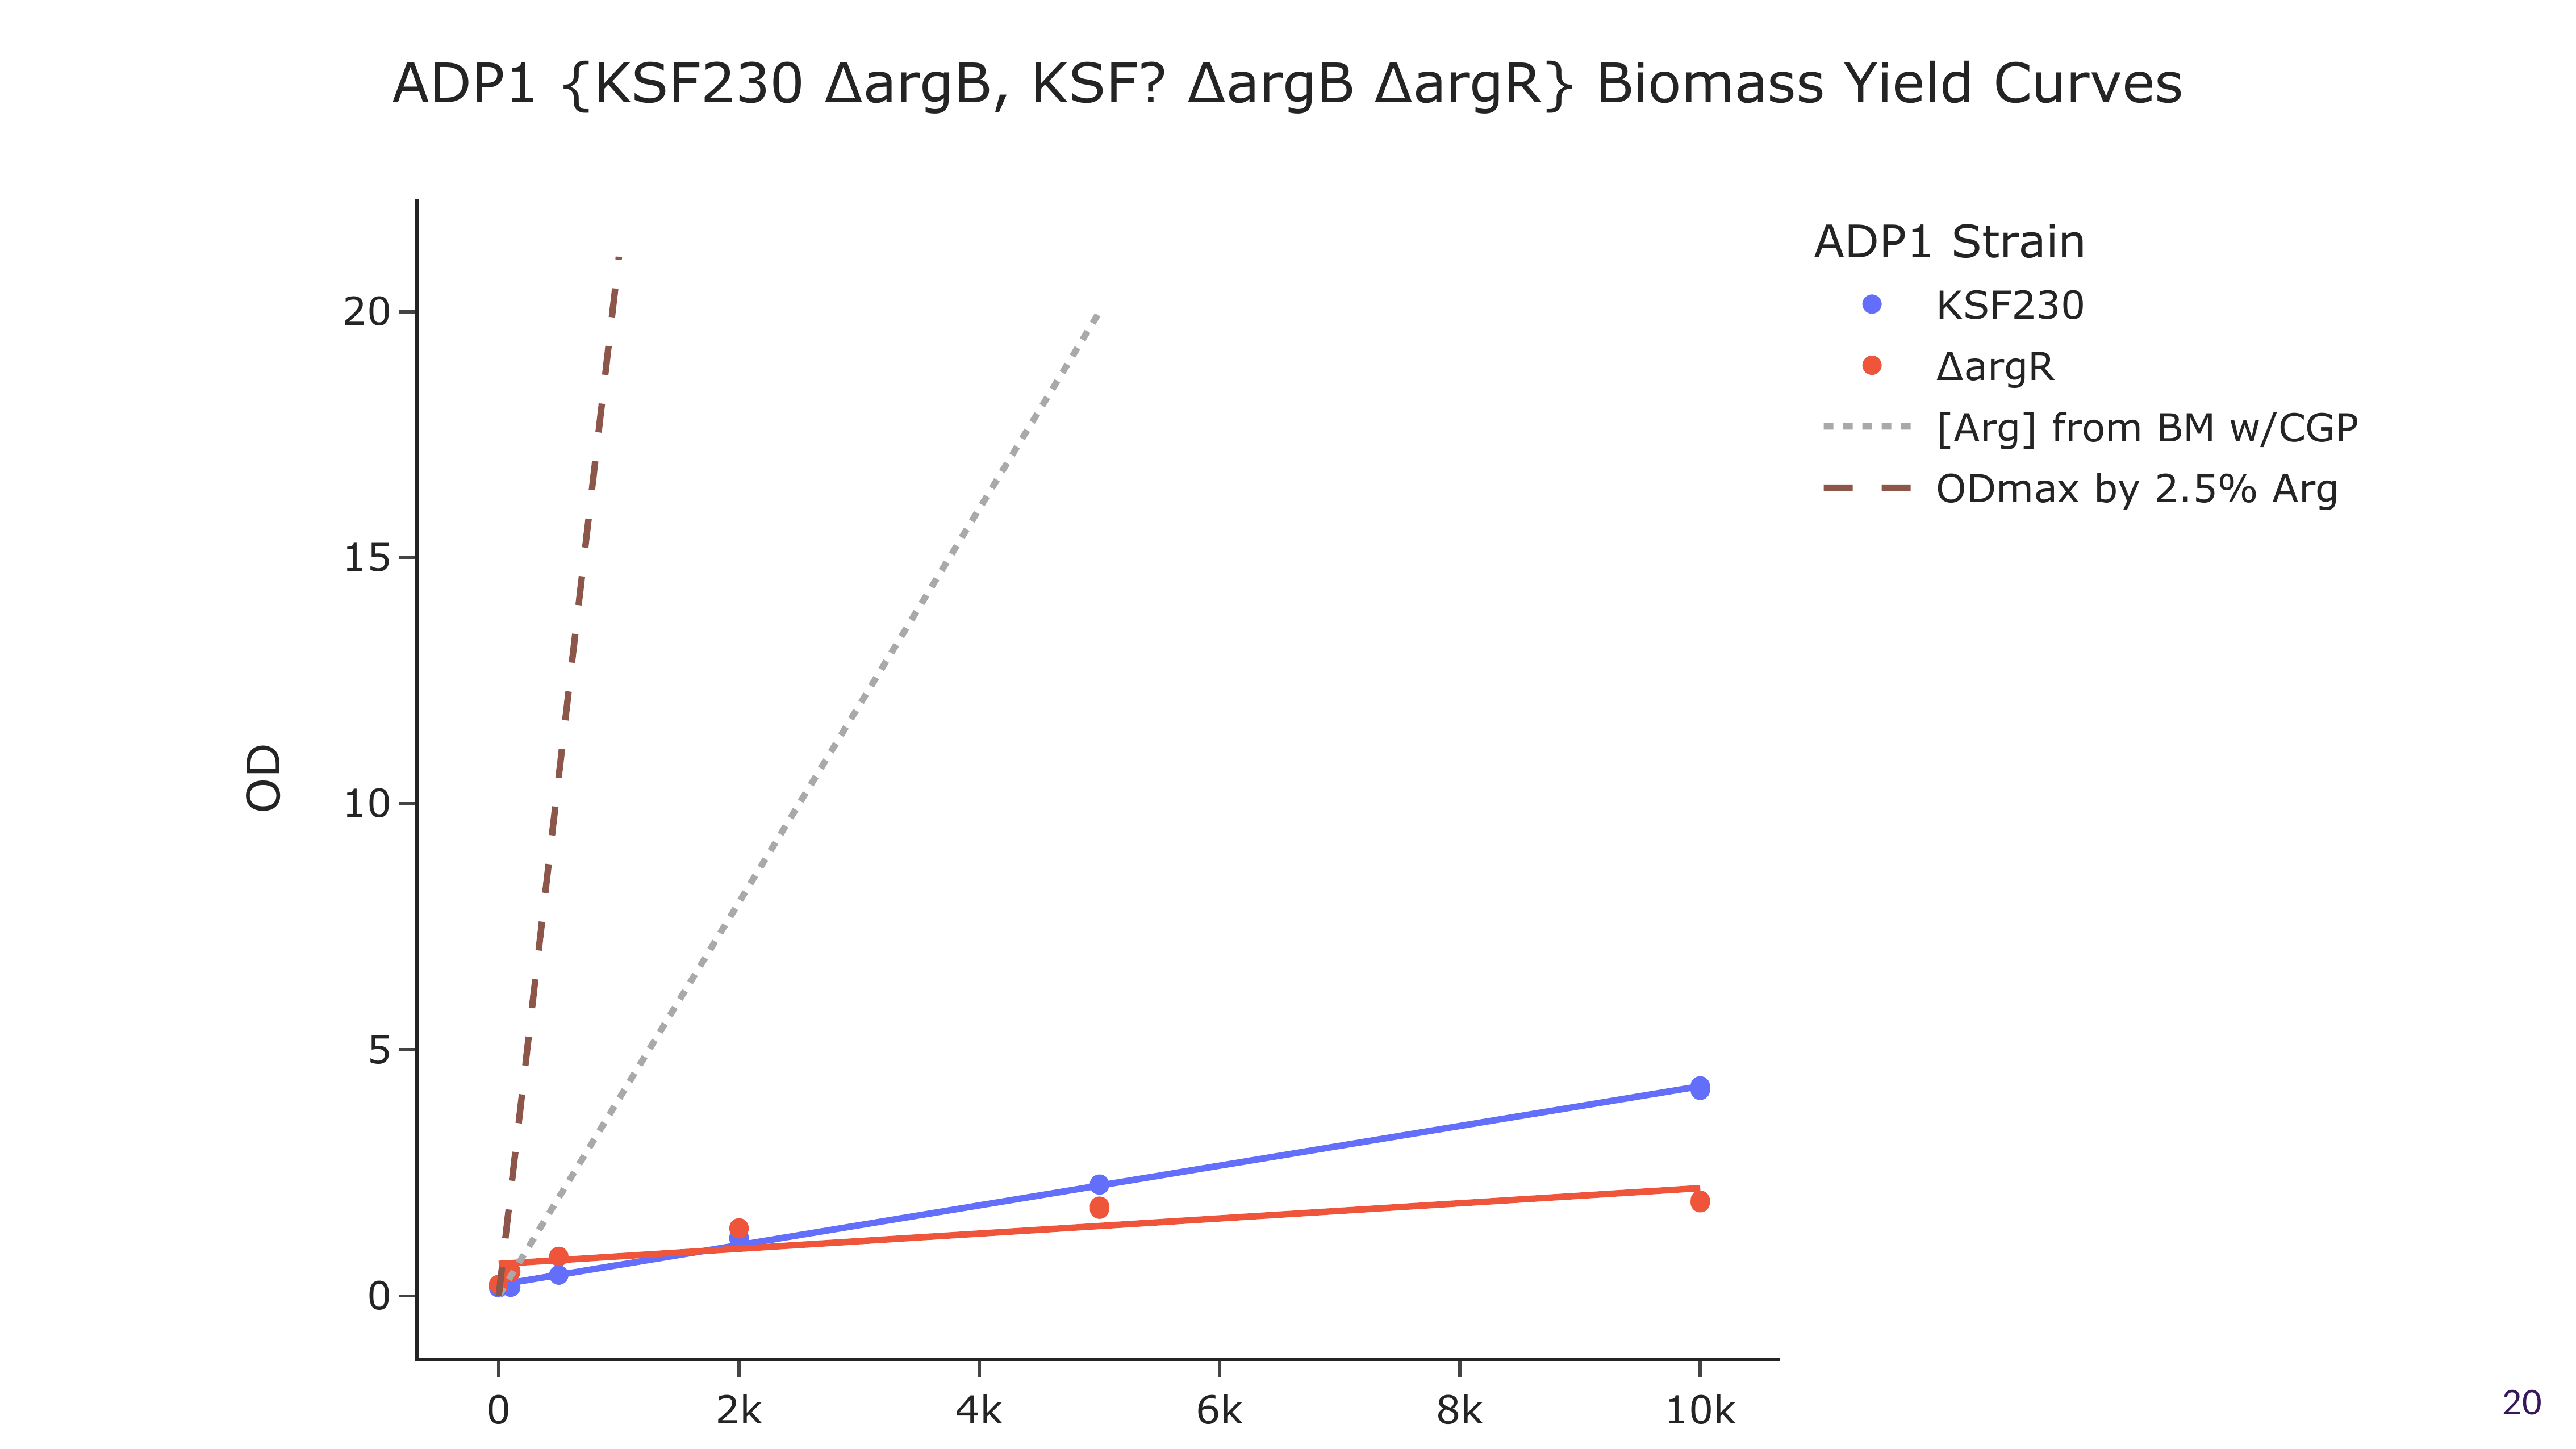 ADP1 {KSF230 ΔargB, KSF? ΔargB ΔargR} Biomass Yield Curves
ADP1 Strain
KSF230
ΔargR
[Arg] from BM w/CGP
ODmax by 2.5% Arg
20
15
10
5
0
OD
0
2k
4k
6k
8k
10k
20